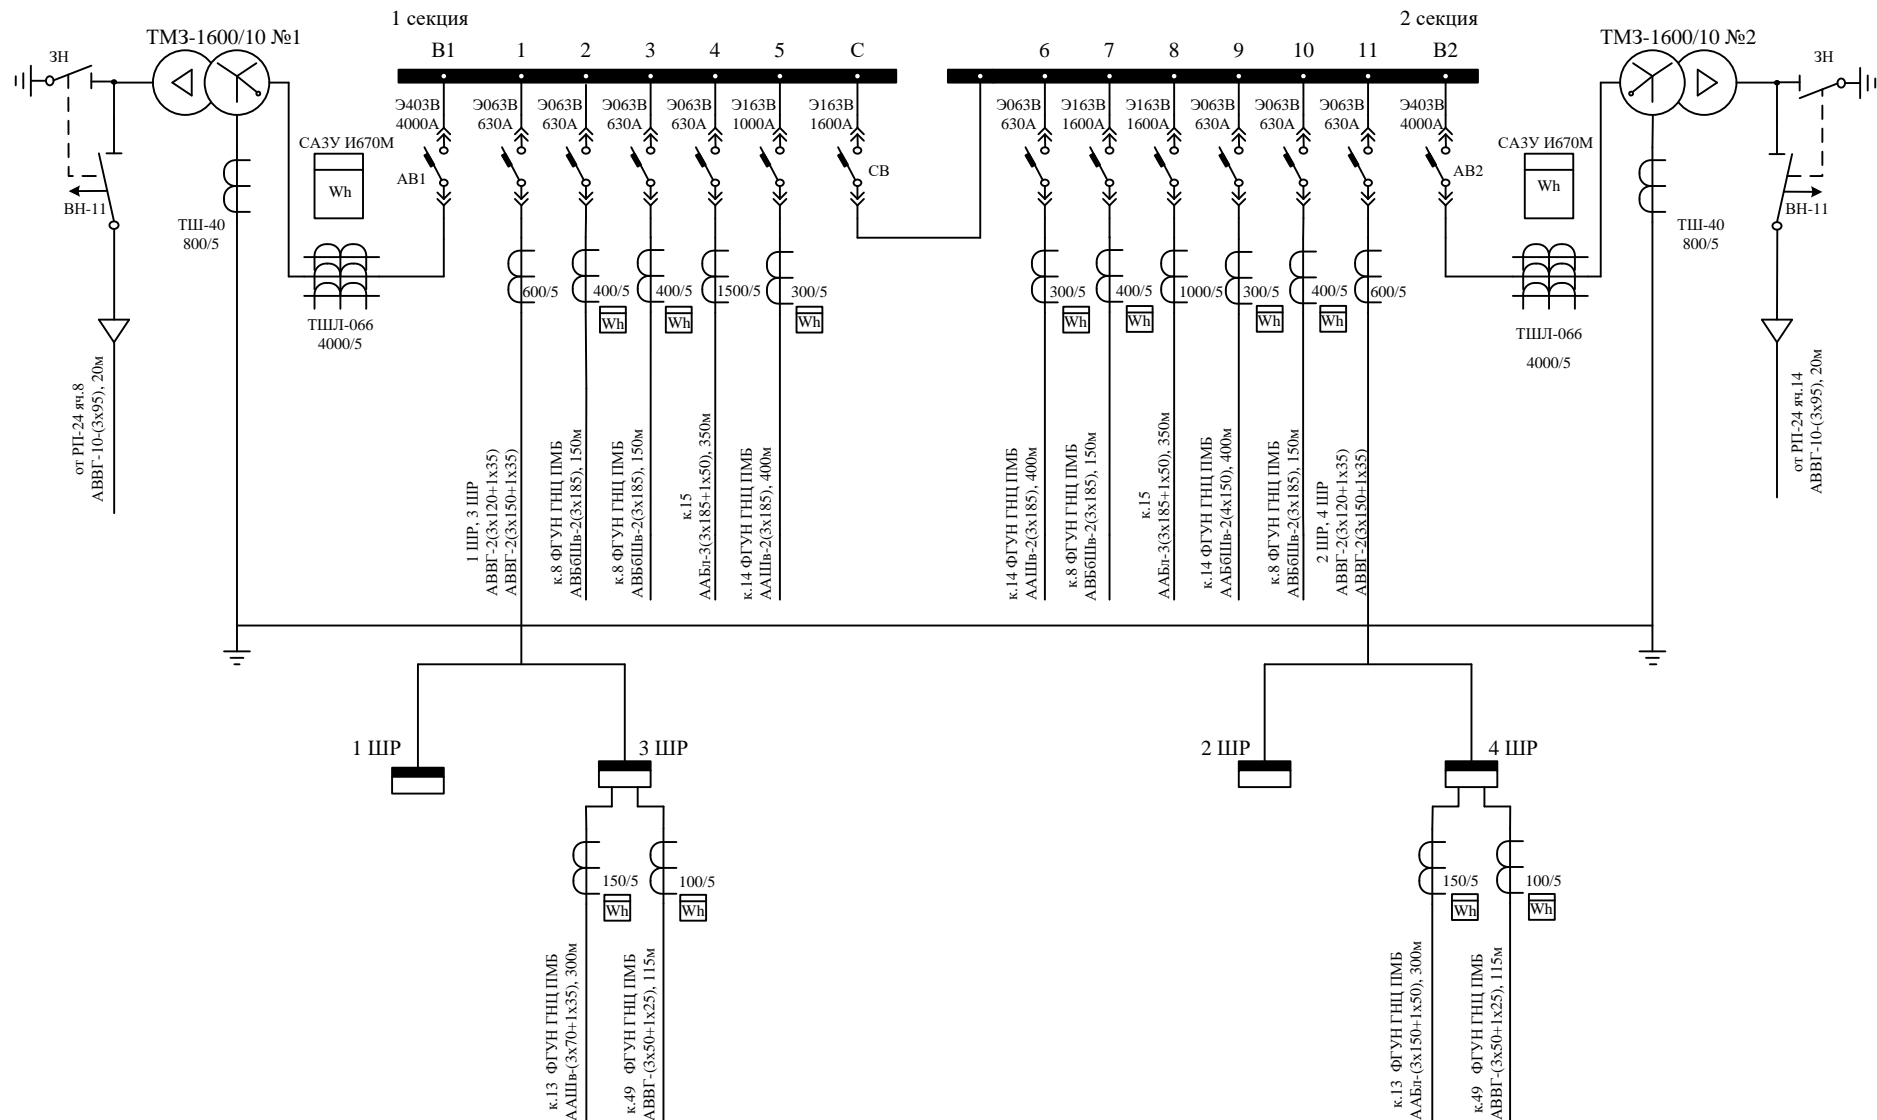 1 секция
2 секция
ТМЗ-1600/10 №1
В1
1
2
3
4
5
С
6
7
8
9
10
11
В2
ТМЗ-1600/10 №2
ЗН
ЗН
Э403В
4000А
Э063В
630А
Э063В
630А
Э063В
630А
Э063В
630А
Э163В
1000А
Э163В
1600А
Э063В
630А
Э163В
1600А
Э163В
1600А
Э063В
630А
Э063В
630А
Э063В
630А
Э403В
4000А
САЗУ И670М
Wh
АВ1
СВ
АВ2
САЗУ И670М
Wh
ВН-11
ВН-11
ТШ-40
800/5
ТШ-40
800/5
600/5
400/5
Wh
400/5
Wh
1500/5
300/5
Wh
300/5
Wh
400/5
Wh
1000/5
300/5
Wh
400/5
Wh
600/5
ТШЛ-066
4000/5
ТШЛ-066
4000/5
от РП-24 яч.8
АВВГ-10-(3х95), 20м
1 ШР, 3 ШР
АВВГ-2(3х120+1х35)
АВВГ-2(3х150+1х35)
к.8 ФГУН ГНЦ ПМБ
АВБбШв-2(3х185), 150м
к.8 ФГУН ГНЦ ПМБ
АВБбШв-2(3х185), 150м
к.15
ААБл-3(3х185+1х50), 350м
к.14 ФГУН ГНЦ ПМБ
ААШв-2(3х185), 400м
к.14 ФГУН ГНЦ ПМБ
ААШв-2(3х185), 400м
к.8 ФГУН ГНЦ ПМБ
АВБбШв-2(3х185), 150м
к.15
ААБл-3(3х185+1х50), 350м
к.14 ФГУН ГНЦ ПМБ
ААБбШв-2(4х150), 400м
к.8 ФГУН ГНЦ ПМБ
АВБбШв-2(3х185), 150м
2 ШР, 4 ШР
АВВГ-2(3х120+1х35)
АВВГ-2(3х150+1х35)
от РП-24 яч.14
АВВГ-10-(3х95), 20м
1 ШР
3 ШР
2 ШР
4 ШР
150/5
Wh
100/5
Wh
150/5
Wh
100/5
Wh
к.13 ФГУН ГНЦ ПМБ
ААШв-(3х70+1х35), 300м
к.49 ФГУН ГНЦ ПМБ
АВВГ-(3х50+1х25), 115м
к.13 ФГУН ГНЦ ПМБ
ААБл-(3х150+1х50), 300м
к.49 ФГУН ГНЦ ПМБ
АВВГ-(3х50+1х25), 115м